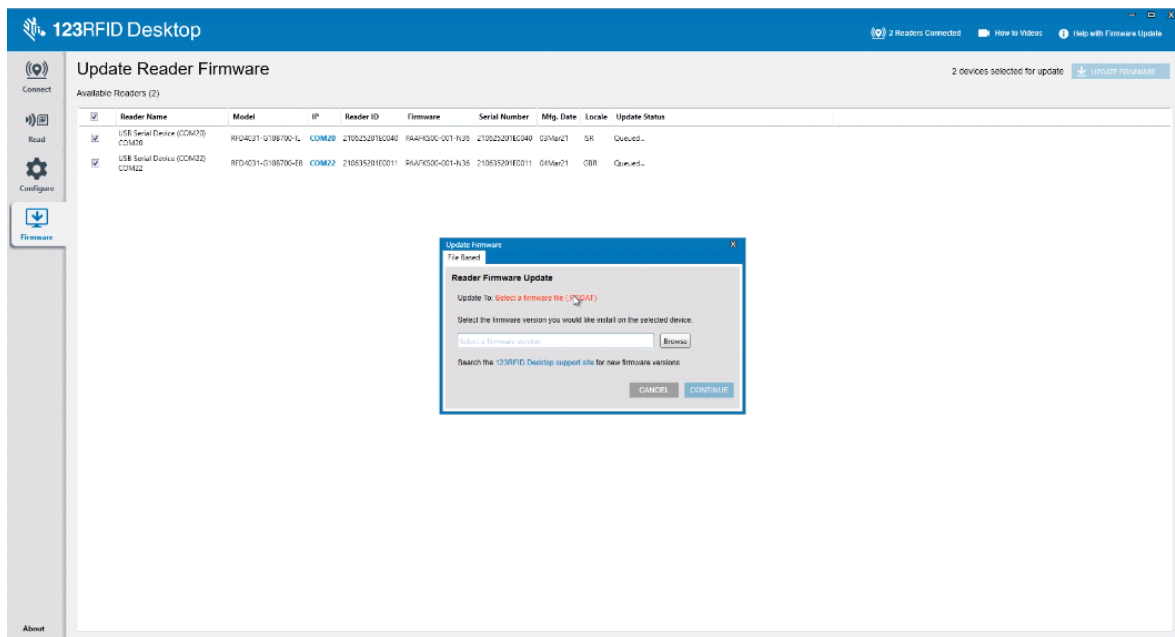 123RFID Desktop
2 Readers Connected
How to Videos
Help with Firmware Update
Connect
Read
Configure
Firmware
About
Update Reader Firmware
2 devices selected for update
UPDATE FIRMWARE
Available Readers (2)
Reader Name Model IP Reader ID Firmware Serial Number Mfg. Date Locale Update Status
USB Serial Device (COM20)
COM20 COM20 03Mar21 ISR Queued...
USB Serial Device (COM22)
COM22 COM22 04Mar21 GBR Queued...
Update Firmware X
File Based
Reader Firmware Update
Update To: Select a firmware file
Select the firmware version you would like install on the selected device.
Select a firmware version
Browse
Search the 123RFID Desktop support site for new firmware versions.
CANCEL CONTINUE